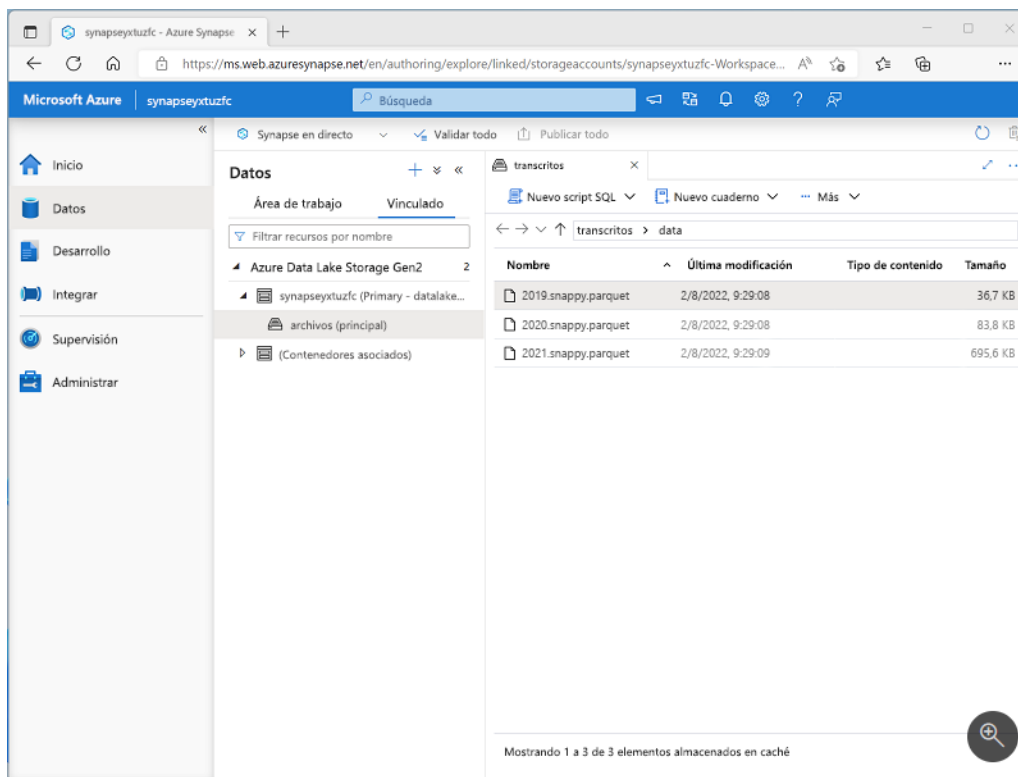 synapseyxtuzfc - Azure Synapse
https://ms.web.azuresynapse.net/en/authoring/explore/linked/storageaccounts/synapseyxtuzfc-Workspace...
Microsoft Azure synapseyxtuzfc Búsqueda
Synapse en directo Validar todo Publicar todo
Inicio
Datos
Desarrollo
Integrar
Supervisión
Administrar
Datos
Área de trabajo Vinculado
Filtrar recursos por nombre
Azure Data Lake Storage Gen2 2
synapseyxtuzfc (Primary - datalake...
archivos (principal)
(Contenedores asociados)
transcritos
Nuevo script SQL Nuevo cuaderno Más
transcritos > data
Nombre Última modificación Tipo de contenido Tamaño
2019.snappy.parquet 2/8/2022, 9:29:08 36,7 KB
2020.snappy.parquet 2/8/2022, 9:29:08 83,8 KB
2021.snappy.parquet 2/8/2022, 9:29:09 695,6 KB
Mostrando 1 a 3 de 3 elementos almacenados en caché